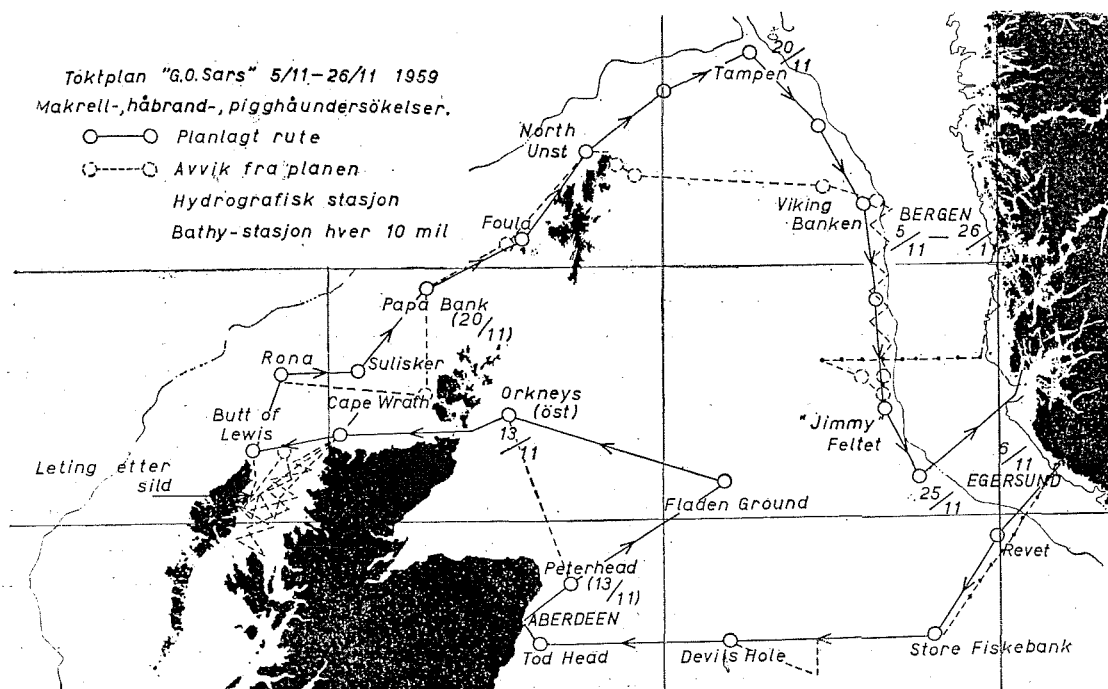 Toktplan "G.O.Sars" 5/11-26/11 1959
Makrell-, håbrand-, pigghåundersökelser.
Planlagt rute
Avvik fra planen
Hydrografisk stasjon
Bathy-stasjon hver 10 mil
20/11
Tampen
North
Unst
Foula
Viking
Banken
BERGEN
5/11 — 26/11
Papa Bank
(20/11)
Rona
Sulisker
Cape Wrath
Orkneys
(öst)
13/11
Butt of
Lewis
"Jimmy"
Feltet
Leting etter
sild
6/11
EGERSUND
25/11
Fladen Ground
Revet
Peterhead
(13/11)
ABERDEEN
Tod Head
Devils Hole
Store Fiskebank